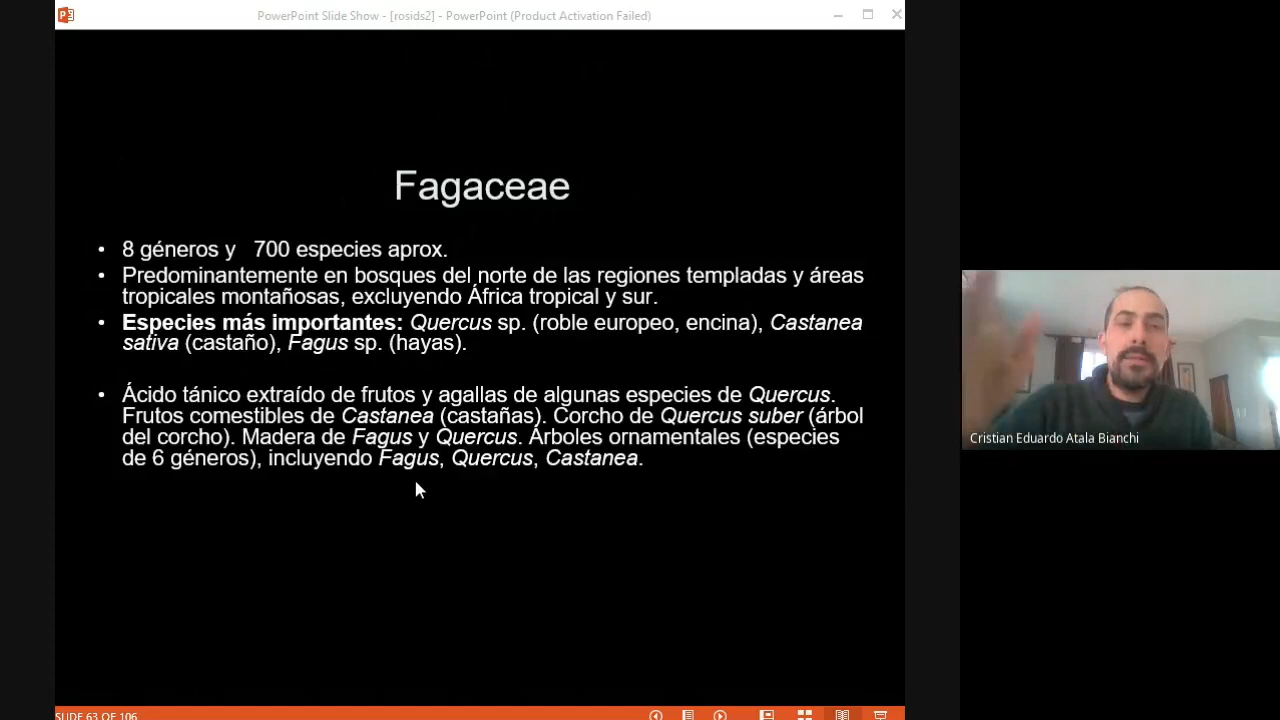 PowerPoint Slide Show - [rosids2] - PowerPoint (Product Activation Failed)
Fagaceae
• 8 géneros y 700 especies aprox.
• Predominantemente en bosques del norte de las regiones templadas y áreas
tropicales montañosas, excluyendo África tropical y sur.
• Especies más importantes: Quercus sp. (roble europeo, encina), Castanea
sativa (castaño), Fagus sp. (hayas).
• Ácido tánico extraído de frutos y agallas de algunas especies de Quercus.
Frutos comestibles de Castanea (castañas). Corcho de Quercus suber (árbol
del corcho). Madera de Fagus y Quercus. Árboles ornamentales (especies
de 6 géneros), incluyendo Fagus, Quercus, Castanea.
Cristian Eduardo Atala Bianchi
SLIDE 63 OF 106